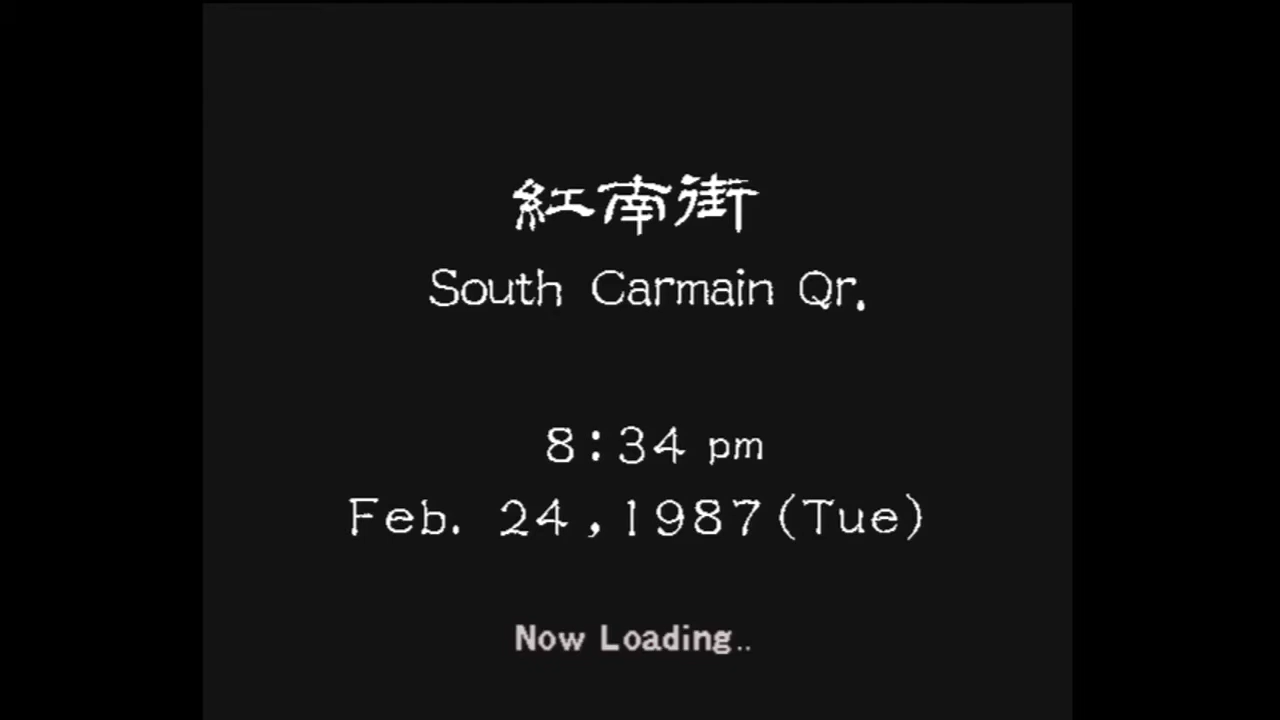 紅南街
South Carmain Qr.
8:34 pm
Feb. 24,1987(Tue)
Now Loading..